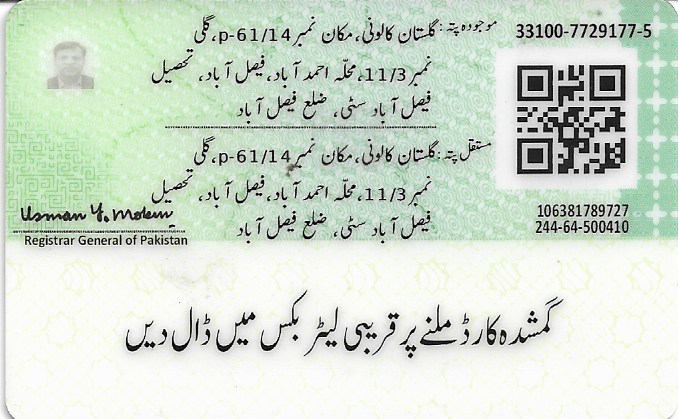 موجودہ پتہ: گلستان کالونی، مکان نمبر p-61/14، گلی
نمبر 11/3، محلّہ احمد آباد، فیصل آباد، تحصیل
فیصل آباد سٹی، ضلع فیصل آباد
33100-7729177-5
مستقل پتہ: گلستان کالونی، مکان نمبر p-61/14، گلی
نمبر 11/3، محلّہ احمد آباد، فیصل آباد، تحصیل
فیصل آباد سٹی، ضلع فیصل آباد
106381789727
244-64-500410
Usman Y. Mobin
Registrar General of Pakistan
گمشدہ کارڈ ملنے پر قریبی لیٹر بکس میں ڈال دیں